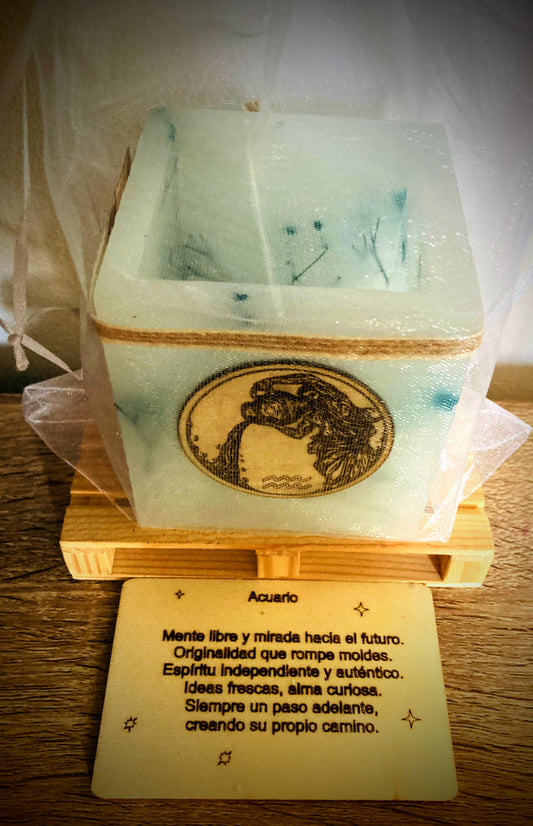 Acuario
Mente libre y mirada hacia el futuro.
Originalidad que rompe moldes.
Espíritu independiente y auténtico.
Ideas frescas, alma curiosa.
Siempre un paso adelante,
creando su propio camino.